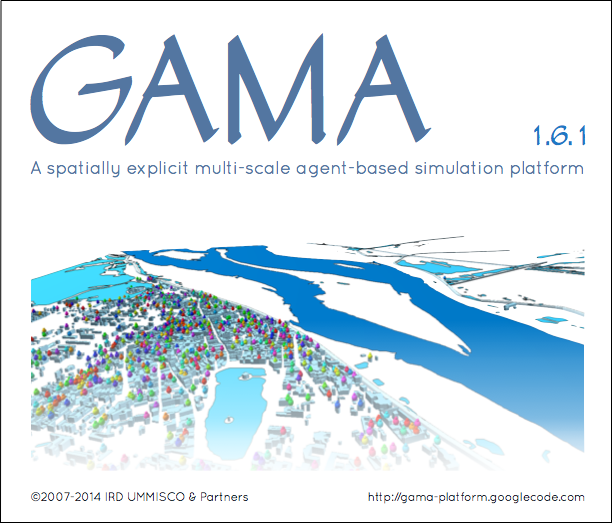 GAMA
1.6.1
A spatially explicit multi-scale agent-based simulation platform
©2007-2014 IRD UMMISCO & Partners
http://gama-platform.googlecode.com